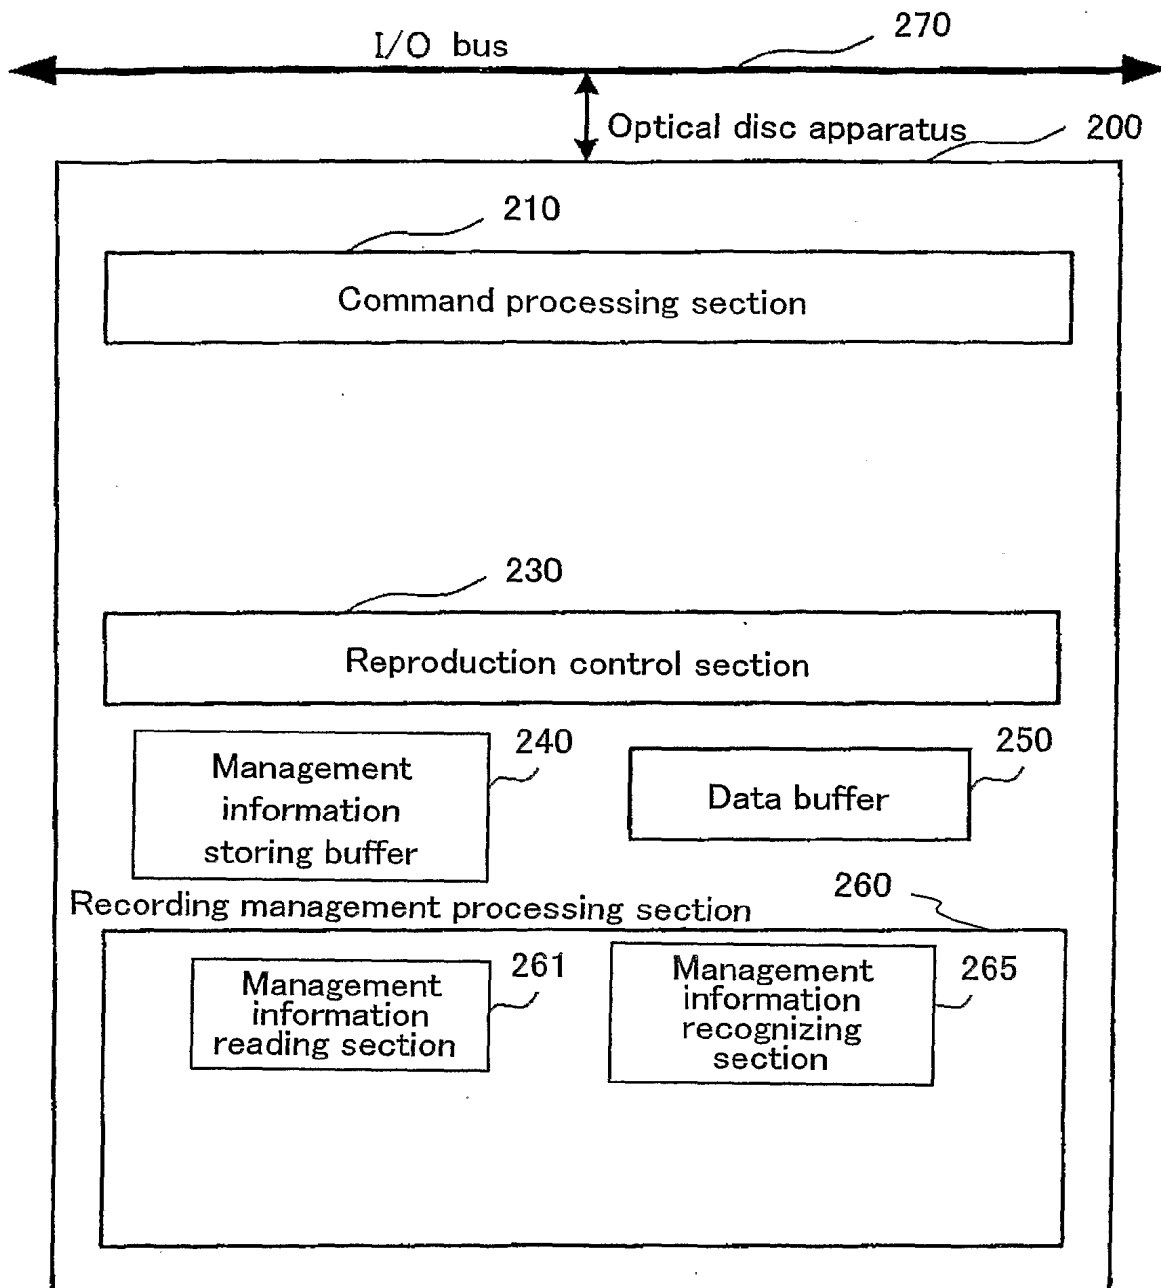 I/O bus
270
Optical disc apparatus
200
210
Command processing section
230
Reproduction control section
240
Management
information
storing buffer
250
Data buffer
260
Recording management processing section
261
Management
information
reading section
265
Management
information
recognizing
section